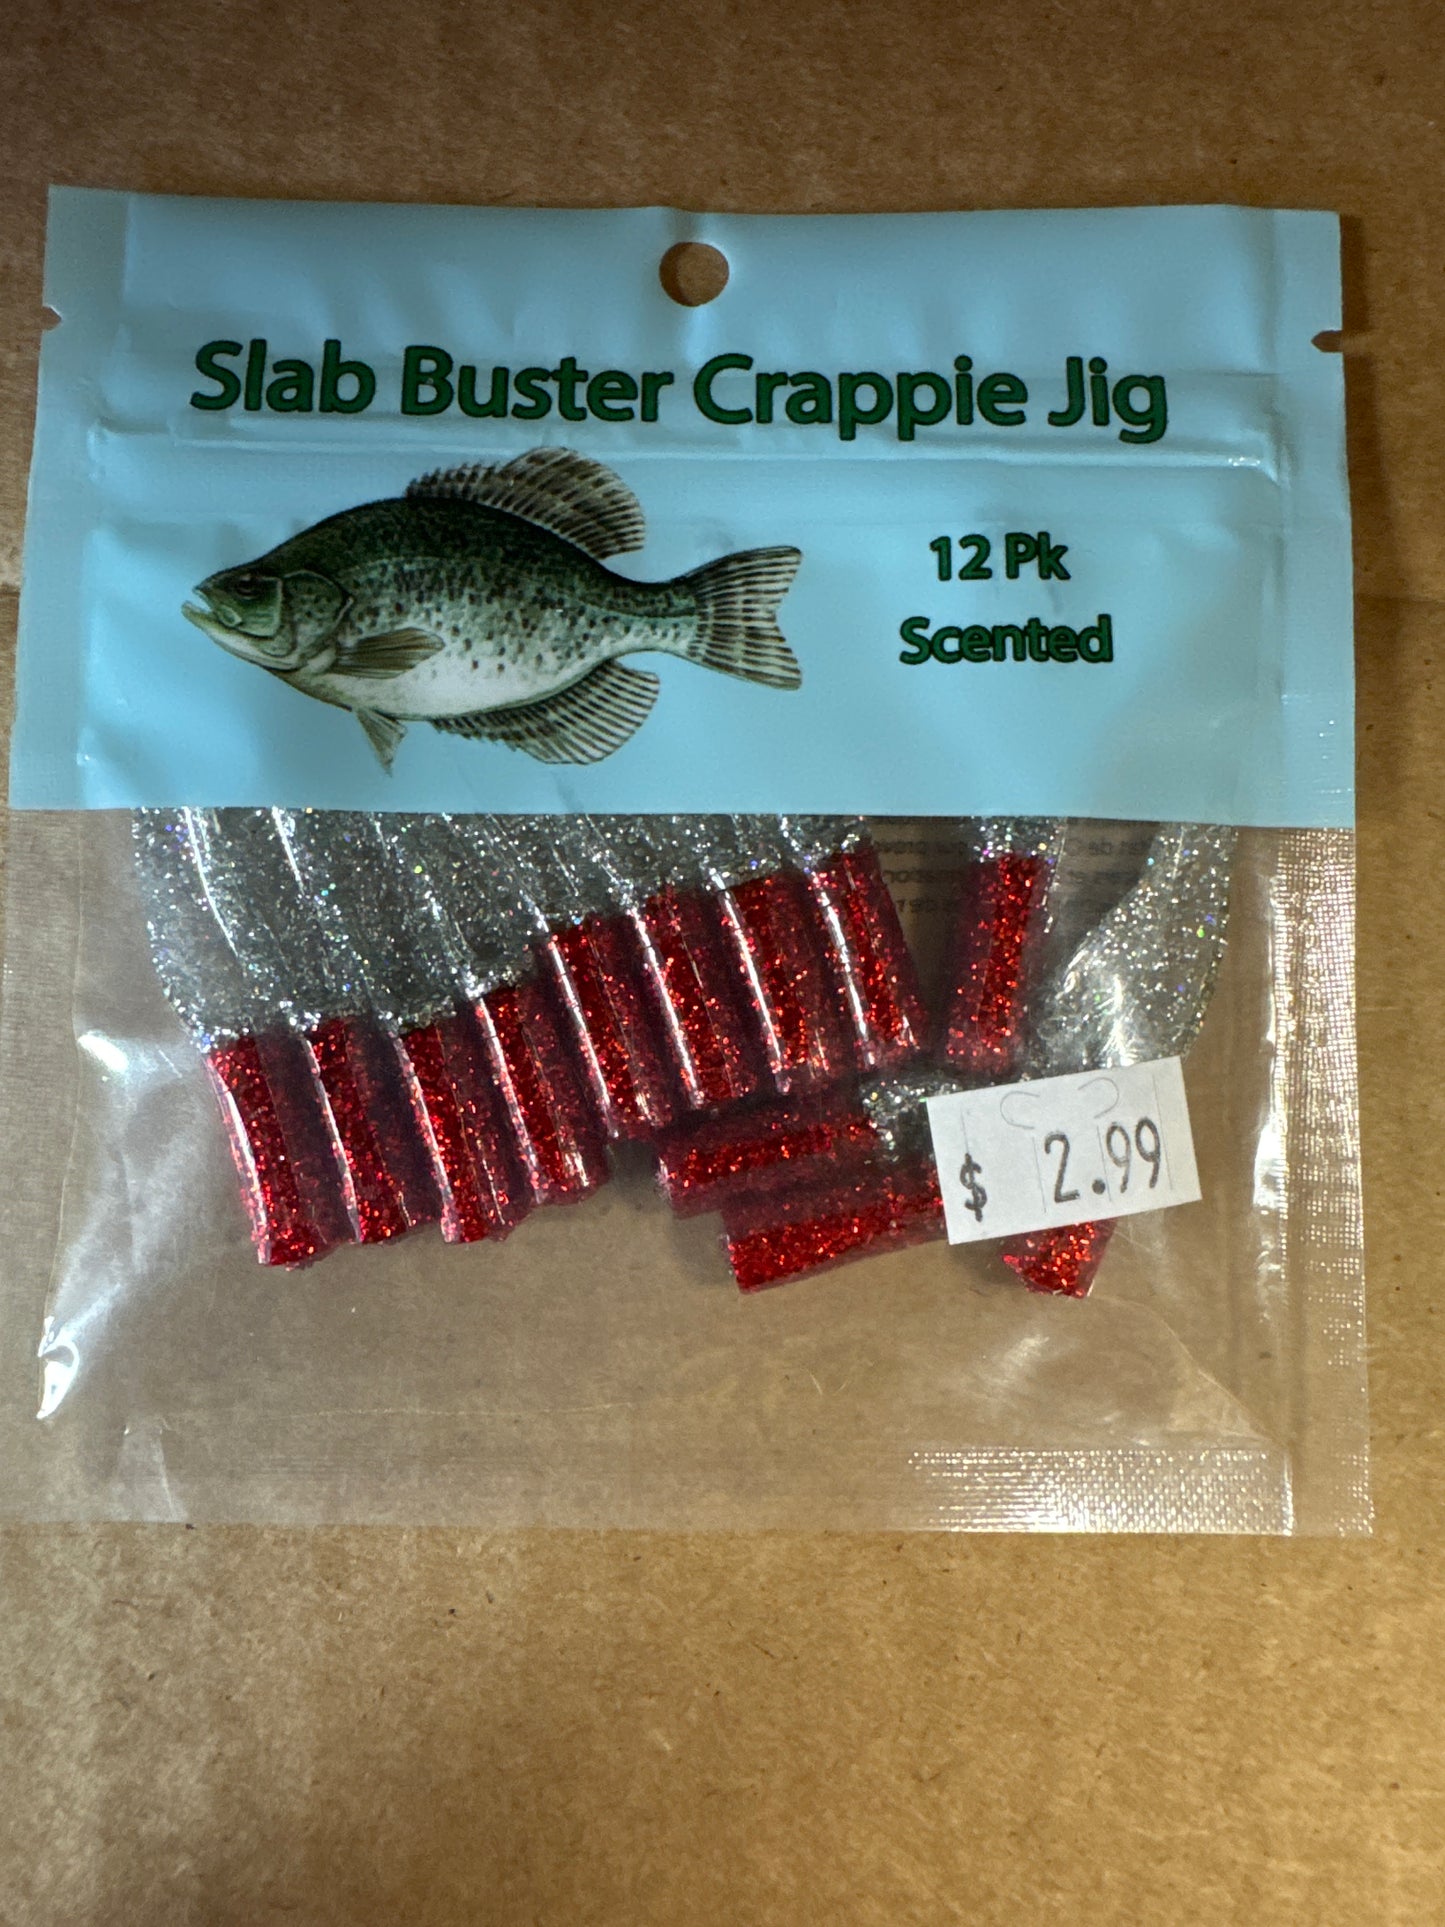 Slab Buster Crappie Jig
12 Pk
Scented
$ 2.99